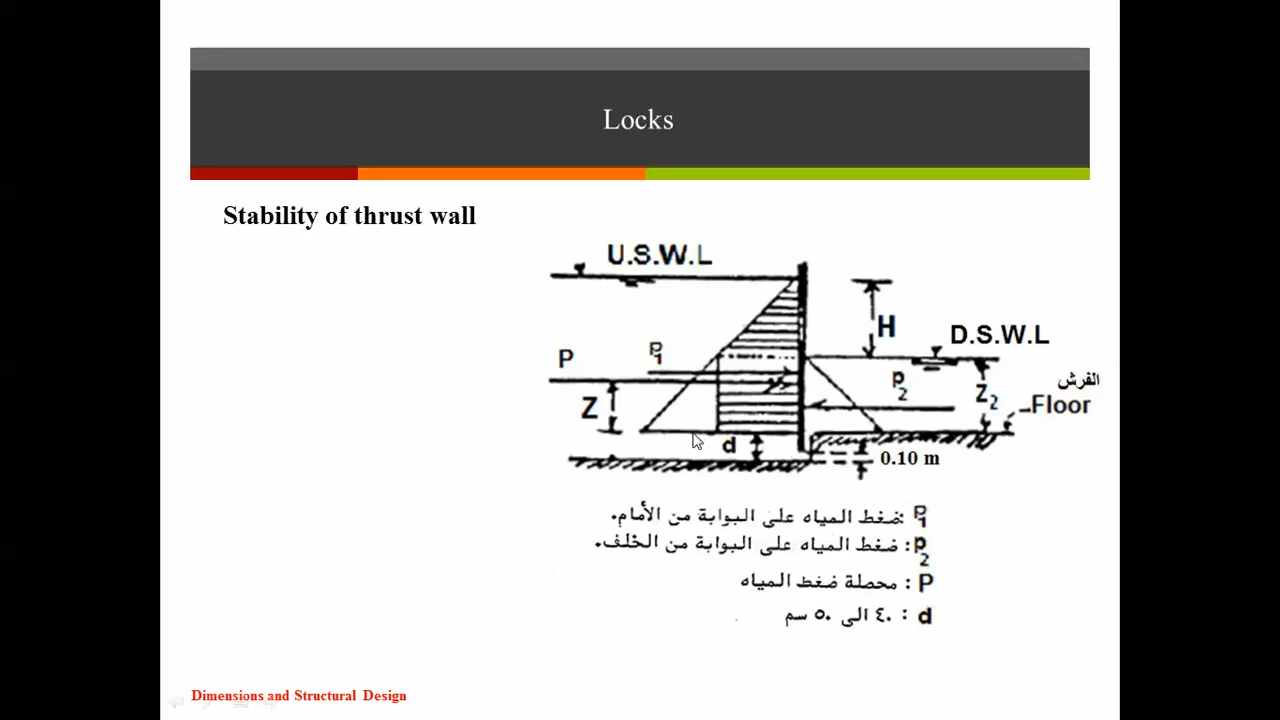 Locks
Stability of thrust wall
U.S.W.L
H
D.S.W.L
P1
P
P2
Z
Z2
الفرش
Floor
d
0.10 m
P1 : ضغط المياه على البوابة من الأمام.
P2 : ضغط المياه على البوابة من الخلف.
P : محصلة ضغط المياه
d : ٤٠ الى ٥٠ سم
Dimensions and Structural Design